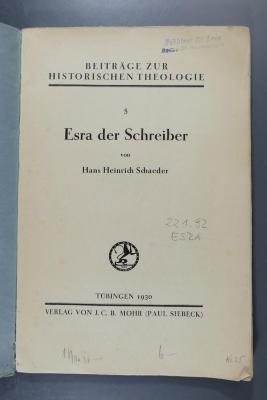 BEITRÄGE ZUR
HISTORISCHEN THEOLOGIE
5
Esra der Schreiber
von
Hans Heinrich Schaeder
221.92
ESRA
TÜBINGEN 1930
VERLAG VON J. C. B. MOHR (PAUL SIEBECK)
6-